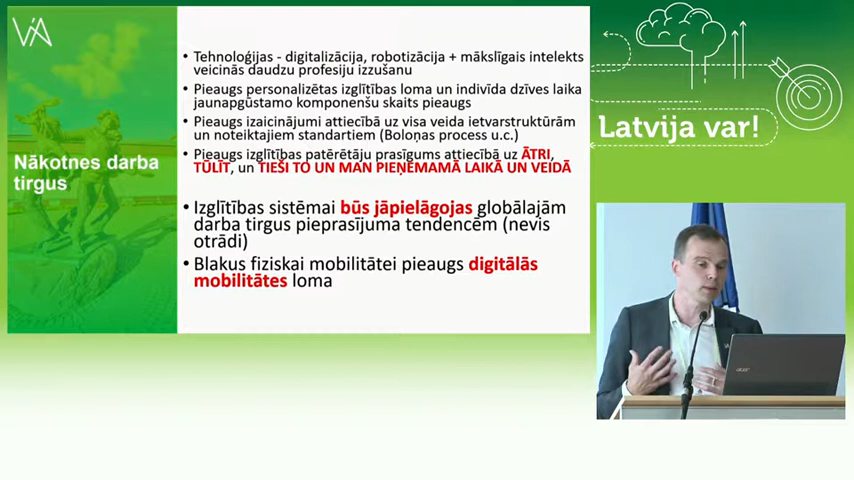 ViA
Nākotnes darba
tirgus
• Tehnoloģijas - digitalizācija, robotizācija + mākslīgais intelekts
veicinās daudzu profesiju izzušanu
• Pieaugs personalizētas izglītības loma un indivīda dzīves laika
jaunapgūstamo komponenšu skaits pieaugs
• Pieaugs izaicinājumi attiecībā uz visa veida ietvarstruktūrām
un noteiktajiem standartiem (Boloņas process u.c.)
• Pieaugs izglītības patērētāju prasīgums attiecībā uz ĀTRI,
TŪLĪT, un TIEŠI TO UN MAN PIEŅEMAMĀ LAIKĀ UN VEIDĀ
• Izglītības sistēmai būs jāpielāgojas globālajām
darba tirgus pieprasījuma tendencēm (nevis
otrādi)
• Blakus fiziskai mobilitātei pieaugs digitālās
mobilitātes loma
Latvija var!
acer